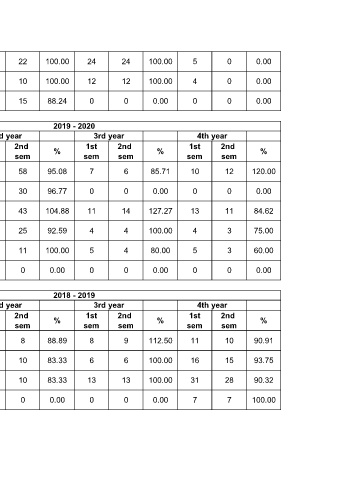 22 100.00 24 24 100.00 5 0 0.00
10 100.00 12 12 100.00 4 0 0.00
15 88.24 0 0 0.00 0 0 0.00
2019 - 2020
d year 3rd year 4th year
2nd sem % 1st sem 2nd sem % 1st sem 2nd sem %
58 95.08 7 6 85.71 10 12 120.00
30 96.77 0 0 0.00 0 0 0.00
43 104.88 11 14 127.27 13 11 84.62
25 92.59 4 4 100.00 4 3 75.00
11 100.00 5 4 80.00 5 3 60.00
0 0.00 0 0 0.00 0 0 0.00
2018 - 2019
d year 3rd year 4th year
2nd sem % 1st sem 2nd sem % 1st sem 2nd sem %
8 88.89 8 9 112.50 11 10 90.91
10 83.33 6 6 100.00 16 15 93.75
10 83.33 13 13 100.00 31 28 90.32
0 0.00 0 0 0.00 7 7 100.00